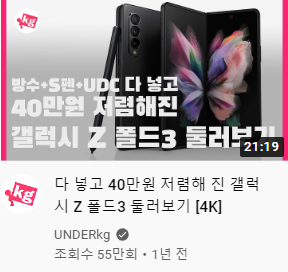 kg
방수+S펜+UDC 다 넣고
40만원 저렴해진
갤럭시 Z 폴드3 둘러보기
21:19
kg
다 넣고 40만원 저렴해 진 갤럭
시 Z 폴드3 둘러보기 [4K]
UNDERkg
조회수 55만회 • 1년 전